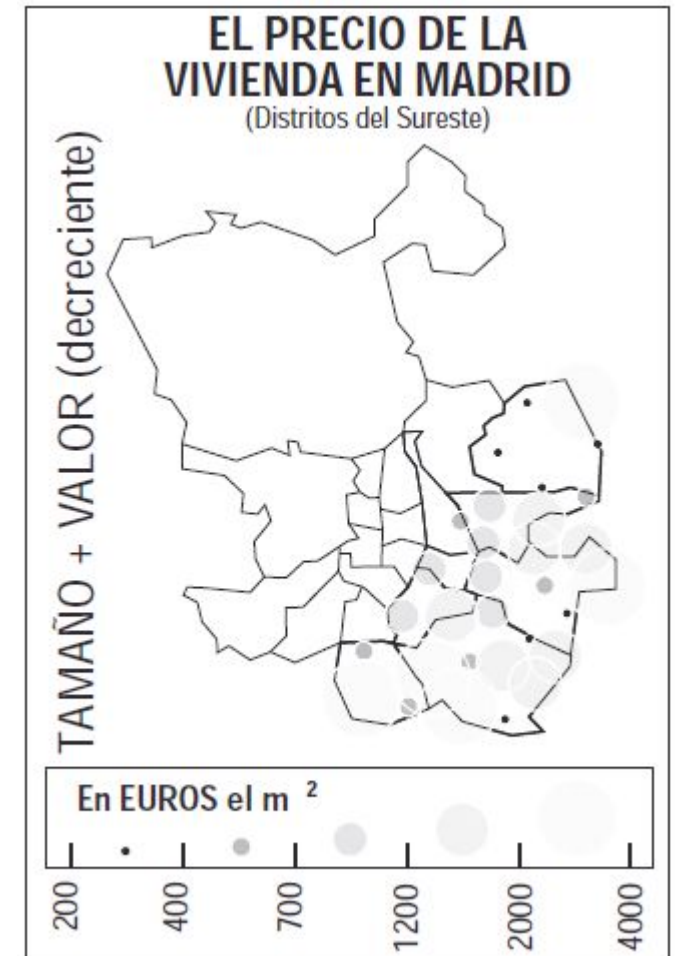 EL PRECIO DE LA
VIVIENDA EN MADRID
(Distritos del Sureste)
TAMAÑO + VALOR (decreciente)
En EUROS el m 2
200
400
700
1200
2000
4000